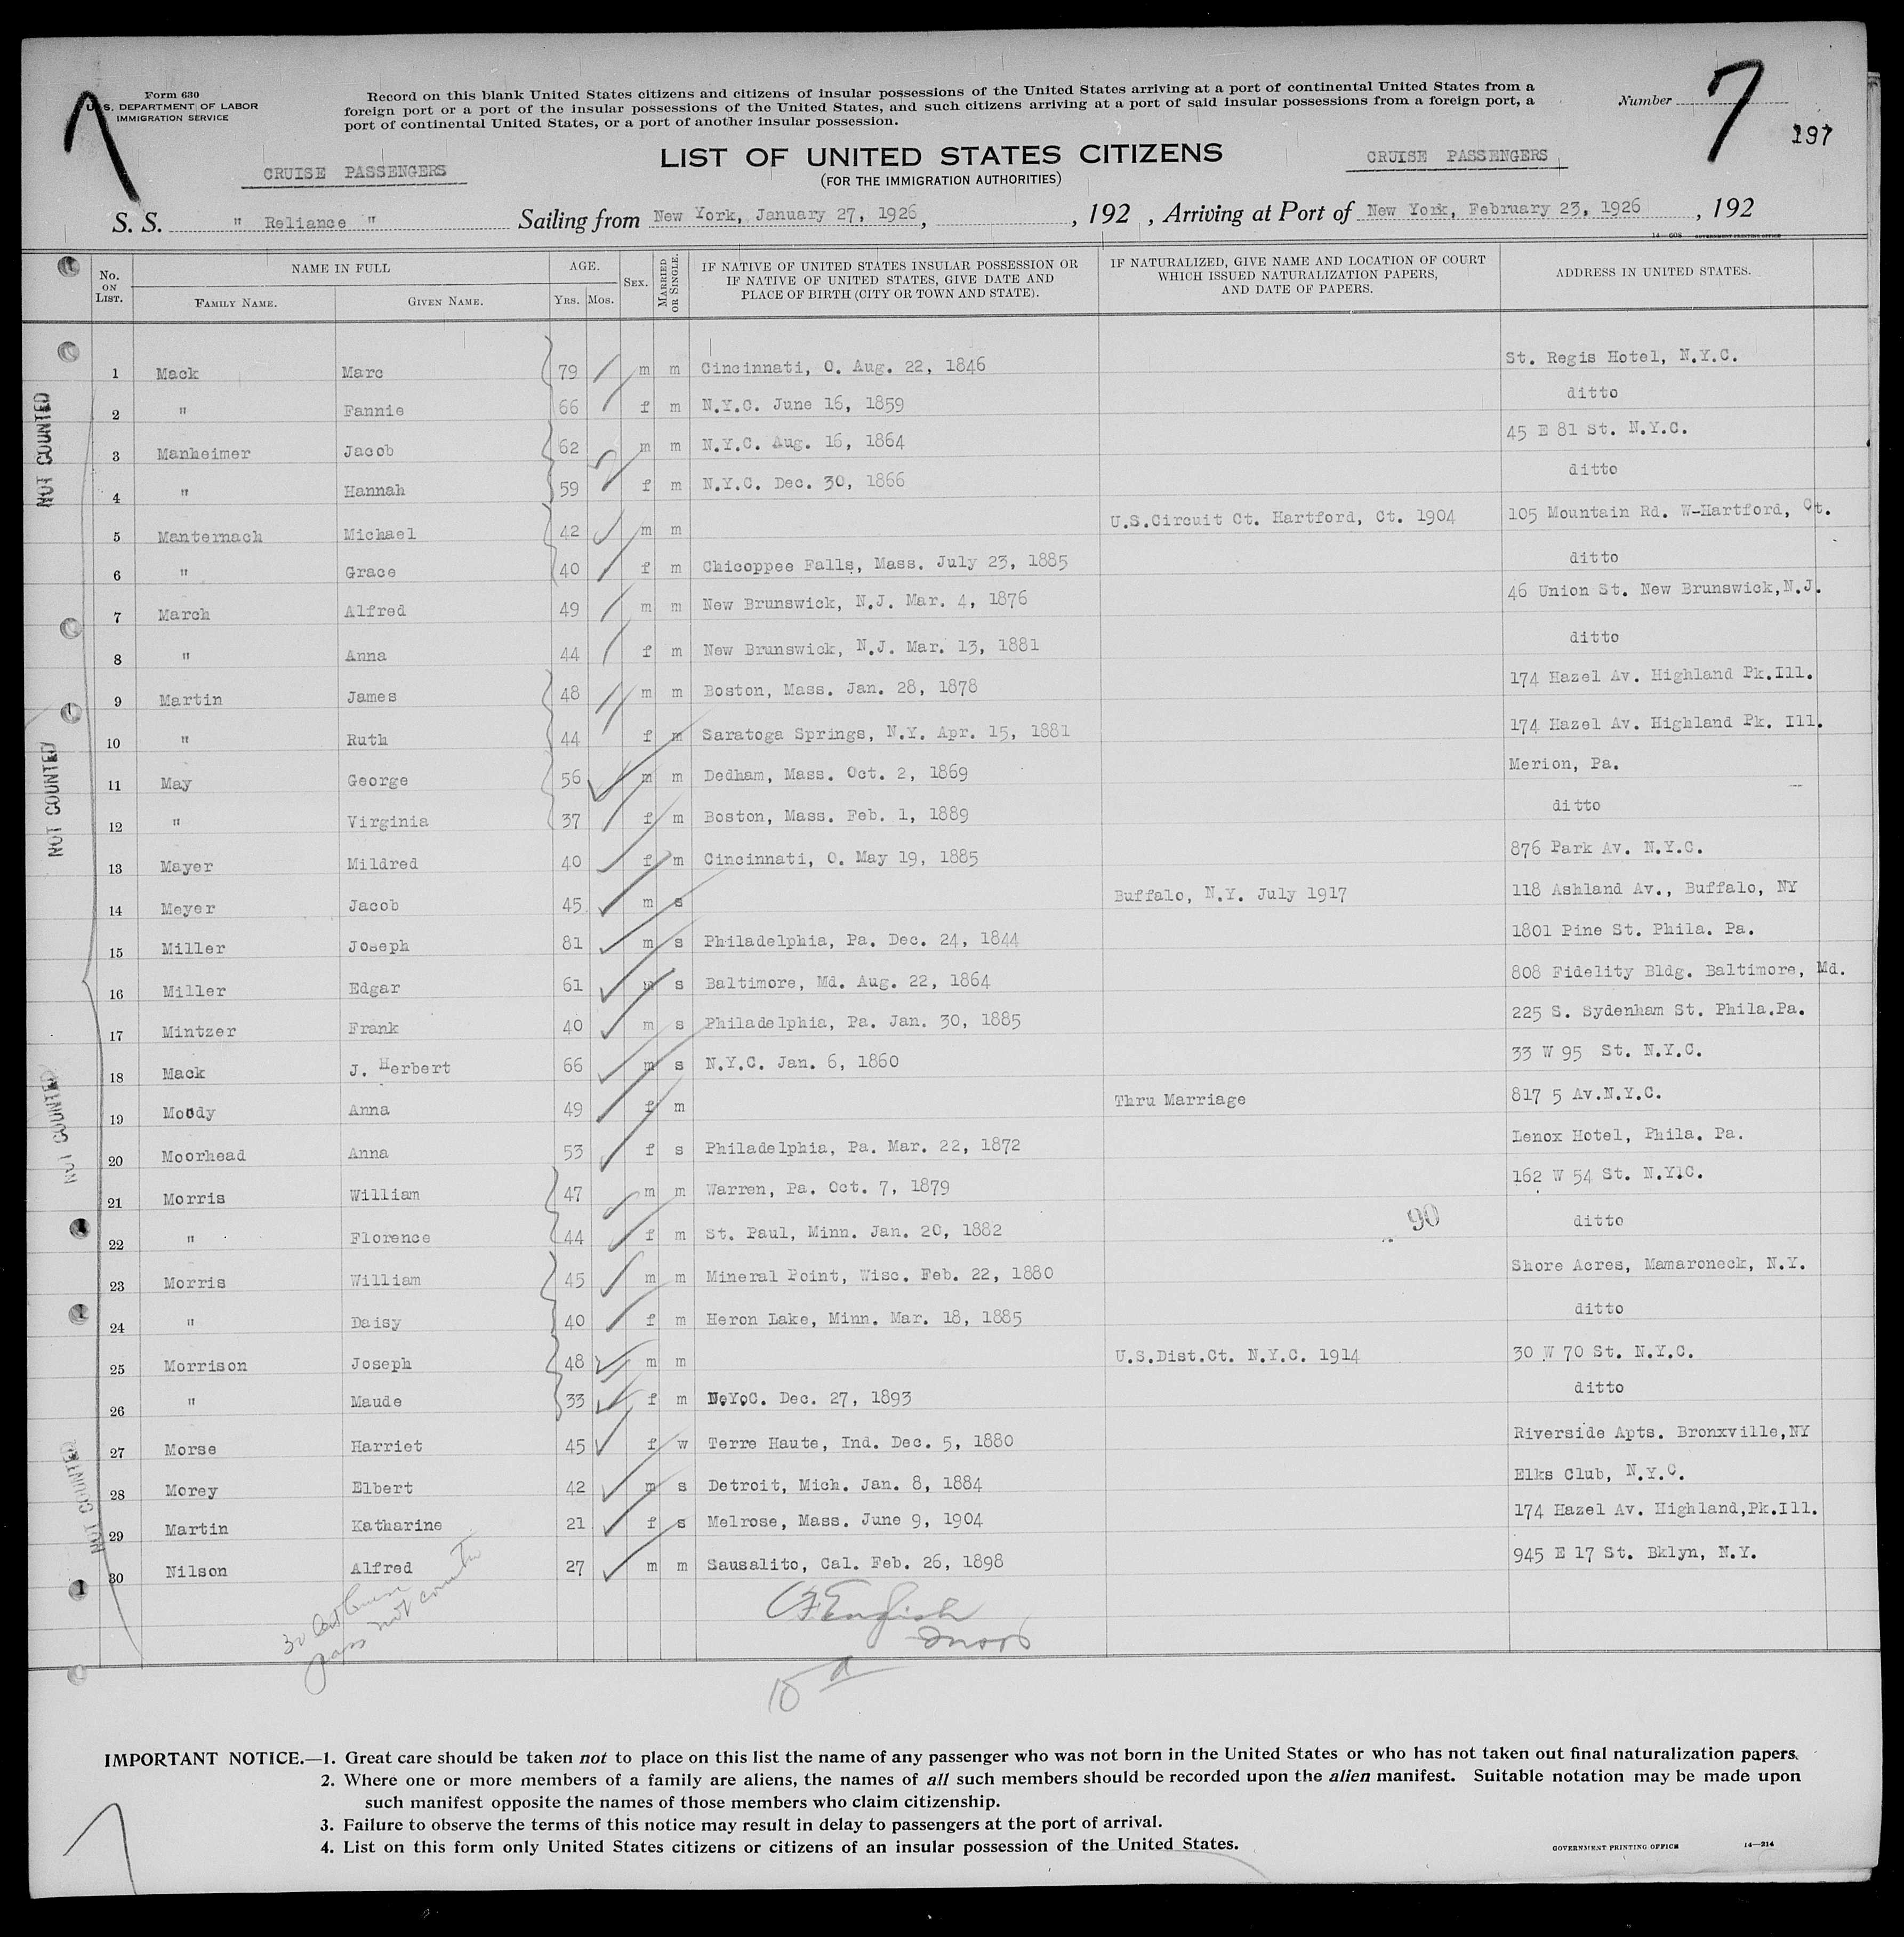 Form 630
U. S. DEPARTMENT OF LABOR
IMMIGRATION SERVICE
Record on this blank United States citizens and citizens of insular possessions of the United States arriving at a port of continental United States from a
foreign port or a port of the insular possessions of the United States, and such citizens arriving at a port of said insular possessions from a foreign port, a
port of continental United States, or a port of another insular possession.
Number 7
197
CRUISE PASSENGERS
LIST OF UNITED STATES CITIZENS
(FOR THE IMMIGRATION AUTHORITIES)
CRUISE PASSENGERS
S. S. " Reliance " Sailing from New York, January 27, 1926, , 192 , Arriving at Port of New York, February 23, 1926 , 192
14—608 GOVERNMENT PRINTING OFFICE
No. ON LIST. NAME IN FULL FAMILY NAME. GIVEN NAME. AGE. YRS. MOS. SEX. MARRIED OR SINGLE. IF NATIVE OF UNITED STATES INSULAR POSSESSION OR IF NATIVE OF UNITED STATES, GIVE DATE AND PLACE OF BIRTH (CITY OR TOWN AND STATE). IF NATURALIZED, GIVE NAME AND LOCATION OF COURT WHICH ISSUED NATURALIZATION PAPERS, AND DATE OF PAPERS. ADDRESS IN UNITED STATES.
1 Mack Marc 79 m m Cincinnati, O. Aug. 22, 1846 St. Regis Hotel, N.Y.C.
2 " Fannie 66 f m N.Y.C. June 16, 1859 ditto
3 Manheimer Jacob 62 m m N.Y.C. Aug. 16, 1864 45 E 81 St. N.Y.C.
4 " Hannah 59 f m N.Y.C. Dec. 30, 1866 ditto
5 Manternach Michael 42 m m U.S.Circuit Ct. Hartford, Ct. 1904 105 Mountain Rd. W-Hartford, Ct.
6 " Grace 40 f m Chicoppee Falls, Mass. July 23, 1885 ditto
7 March Alfred 49 m m New Brunswick, N.J. Mar. 4, 1876 46 Union St. New Brunswick,N.J.
8 " Anna 44 f m New Brunswick, N.J. Mar. 13, 1881 ditto
9 Martin James 48 m m Boston, Mass. Jan. 28, 1878 174 Hazel Av. Highland Pk.Ill.
10 " Ruth 44 f m Saratoga Springs, N.Y. Apr. 15, 1881 174 Hazel Av. Highland Pk. Ill.
11 May George 56 m m Dedham, Mass. Oct. 2, 1869 Merion, Pa.
12 " Virginia 37 f m Boston, Mass. Feb. 1, 1889 ditto
13 Mayer Mildred 40 f m Cincinnati, O. May 19, 1885 876 Park Av. N.Y.C.
14 Meyer Jacob 45 m s Buffalo, N.Y. July 1917 118 Ashland Av., Buffalo, NY
15 Miller Joseph 81 m s Philadelphia, Pa. Dec. 24, 1844 1801 Pine St. Phila. Pa.
16 Miller Edgar 61 m s Baltimore, Md. Aug. 22, 1864 808 Fidelity Bldg. Baltimore, Md.
17 Mintzer Frank 40 m s Philadelphia, Pa. Jan. 30, 1885 225 S. Sydenham St. Phila.Pa.
18 Mack J. Herbert 66 m s N.Y.C. Jan. 6, 1860 33 W 95 St. N.Y.C.
19 Moody Anna 49 f m Thru Marriage 817 5 Av.N.Y.C.
20 Moorhead Anna 53 f s Philadelphia, Pa. Mar. 22, 1872 Lenox Hotel, Phila. Pa.
21 Morris William 47 m m Warren, Pa. Oct. 7, 1879 162 W 54 St. N.Y.C.
22 " Florence 44 f m St. Paul, Minn. Jan. 20, 1882 90 ditto
23 Morris William 45 m m Mineral Point, Wisc. Feb. 22, 1880 Shore Acres, Mamaroneck, N.Y.
24 " Daisy 40 f m Heron Lake, Minn. Mar. 18, 1885 ditto
25 Morrison Joseph 48 m m U.S.Dist.Ct. N.Y.C. 1914 30 W 70 St. N.Y.C.
26 " Maude 33 f m N.Y.C. Dec. 27, 1893 ditto
27 Morse Harriet 45 f w Terre Haute, Ind. Dec. 5, 1880 Riverside Apts. Bronxville,NY
28 Morey Elbert 42 m s Detroit, Mich. Jan. 8, 1884 Elks Club, N.Y.C.
29 Martin Katharine 21 f s Melrose, Mass. June 9, 1904 174 Hazel Av. Highland,Pk.Ill.
30 Nilson Alfred 27 m m Sausalito, Cal. Feb. 26, 1898 945 E 17 St. Bklyn, N.Y.
NOT COUNTED
NOT COUNTED
NOT COUNTED
NOT COUNTED
pass not counted
English
IMPORTANT NOTICE.—1. Great care should be taken not to place on this list the name of any passenger who was not born in the United States or who has not taken out final naturalization papers.
2. Where one or more members of a family are aliens, the names of all such members should be recorded upon the alien manifest. Suitable notation may be made upon
such manifest opposite the names of those members who claim citizenship.
3. Failure to observe the terms of this notice may result in delay to passengers at the port of arrival.
4. List on this form only United States citizens or citizens of an insular possession of the United States.
GOVERNMENT PRINTING OFFICE 14—214